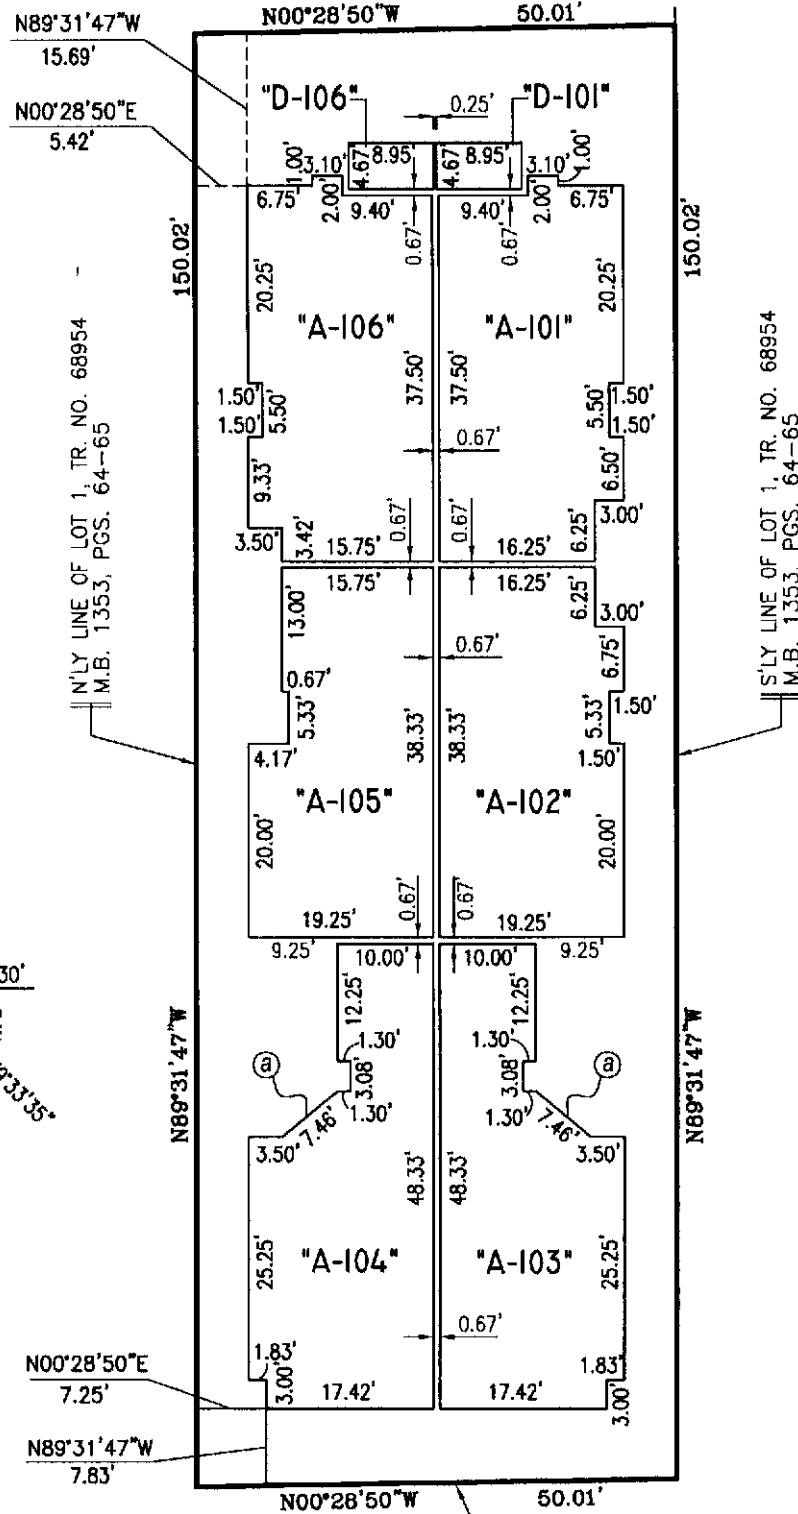 N00°28'50"W 50.01'
N89°31'47"W
15.69'
"D-106" 0.25' "D-101"
N00°28'50"E
5.42'
1.00' 3.10' 4.67' 8.95' 4.67' 8.95' 3.10' 1.00'
6.75' 2.00' 9.40' 9.40' 2.00' 6.75'
0.67' 0.67'
150.02' 150.02'
20.25' 20.25'
"A-106" "A-101"
37.50' 37.50'
1.50' 5.50' 5.50' 1.50'
1.50' 1.50'
0.67'
9.33' 6.50'
0.67' 0.67'
3.50' 3.42' 15.75' 16.25' 6.25' 3.00'
15.75' 16.25'
13.00' 6.25' 3.00'
0.67'
0.67' 6.75'
5.33' 5.33' 1.50'
4.17' 38.33' 38.33' 1.50'
"A-105" "A-102"
20.00' 20.00'
0.67' 0.67'
19.25' 19.25'
9.25' 10.00' 10.00' 9.25'
12.25' 12.25'
1.30' 1.30'
a 3.08' 3.08' a
1.30' 1.30'
7.46' 7.46'
3.50' 3.50'
48.33' 48.33'
25.25' 25.25'
"A-104" "A-103"
0.67'
1.83' 1.83'
N00°28'50"E
7.25'
3.00' 17.42' 17.42' 3.00'
N89°31'47"W
7.83'
N00°28'50"W 50.01'
N'LY LINE OF LOT 1, TR. NO. 68954
M.B. 1353, PGS. 64-65
S'LY LINE OF LOT 1, TR. NO. 68954
M.B. 1353, PGS. 64-65
N89°31'47"W
N89°31'47"W
30'
33'35"